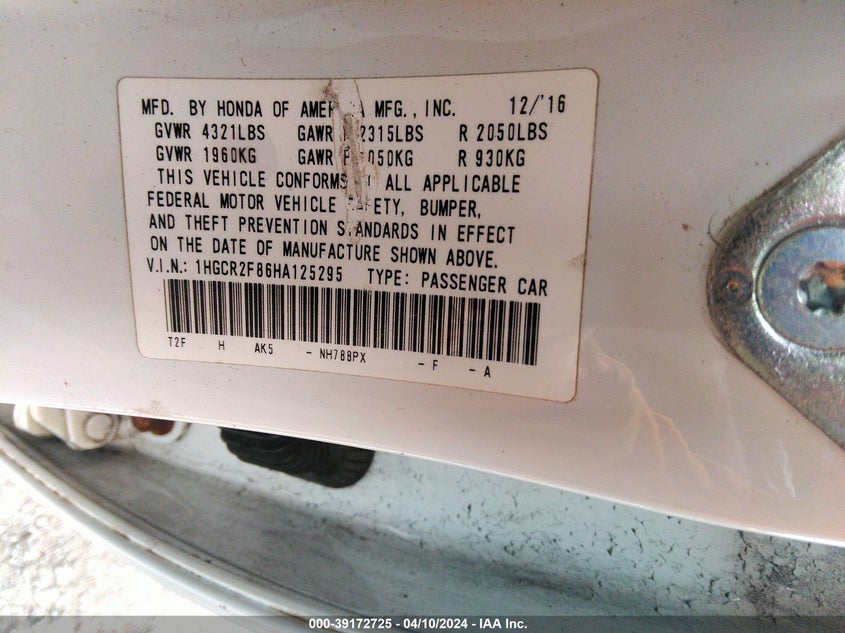 MFD. BY HONDA OF AMERICA MFG., INC. 12/'16
GVWR 4321LBS GAWR 2315LBS R 2050LBS
GVWR 1960KG GAWR F 1050KG R 930KG
THIS VEHICLE CONFORMS TO ALL APPLICABLE
FEDERAL MOTOR VEHICLE SAFETY, BUMPER,
AND THEFT PREVENTION STANDARDS IN EFFECT
ON THE DATE OF MANUFACTURE SHOWN ABOVE.
V.I.N.: 1HGCR2F86HA125295 TYPE: PASSENGER CAR
T2F H AK5 - NH788PX - F - A
000-39172725 - 04/10/2024 - IAA Inc.